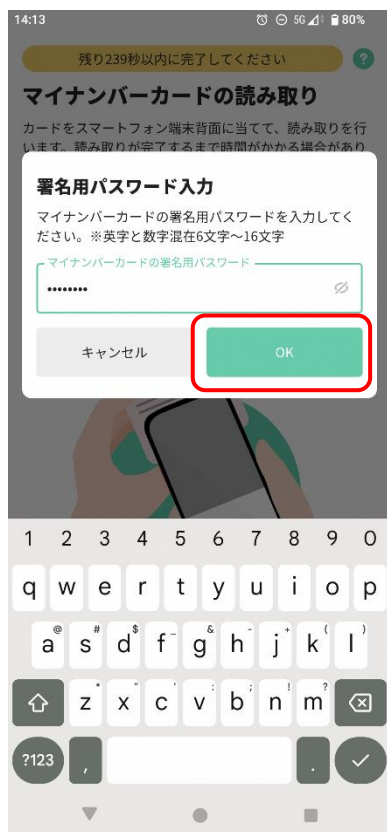 14:13 5G 80%
残り239秒以内に完了してください ?
マイナンバーカードの読み取り
カードをスマートフォン端末背面に当てて、読み取りを行
います。読み取りが完了するまで時間がかかる場合があり
署名用パスワード入力
マイナンバーカードの署名用パスワードを入力してく
ださい。※英字と数字混在6文字～16文字
マイナンバーカードの署名用パスワード
••••••••
キャンセル OK
1 2 3 4 5 6 7 8 9 0
q w e r t y u i o p
a @ s # d $ f - g & h - j + k ( l )
z * x " c ' v : b ; n ! m ?
?123 , .